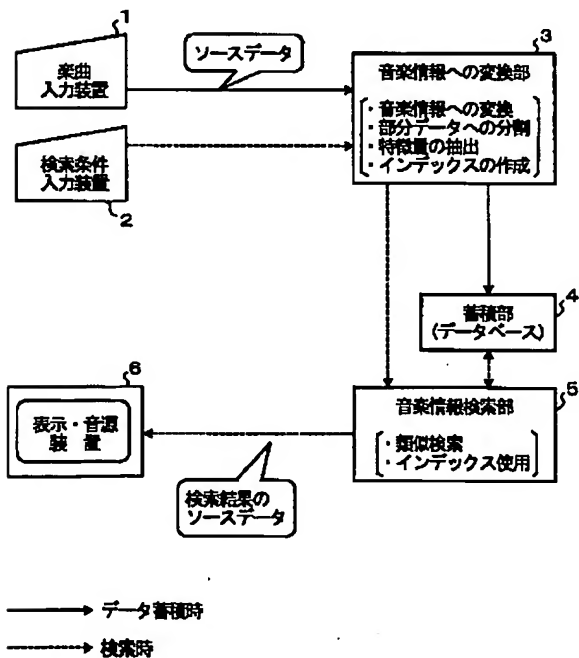 1
楽曲
入力装置
ソースデータ
3
音楽情報への変換部
・音楽情報への変換
・部分データへの分割
・特徴量の抽出
・インデックスの作成
検索条件
入力装置
2
4
蓄積部
(データベース)
6
表示・音源
装 置
5
音楽情報検索部
・類似検索
・インデックス使用
検索結果の
ソースデータ
データ蓄積時
検索時